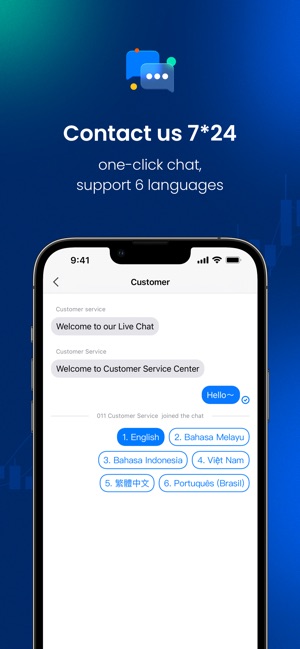 Contact us 7*24
one-click chat,
support 6 languages
9:41
Customer
Customer service
Welcome to our Live Chat
Customer Service
Welcome to Customer Service Center
Hello～
011 Customer Service joined the chat
1. English
2. Bahasa Melayu
3. Bahasa Indonesia
4. Việt Nam
5. 繁體中文
6. Português (Brasil)